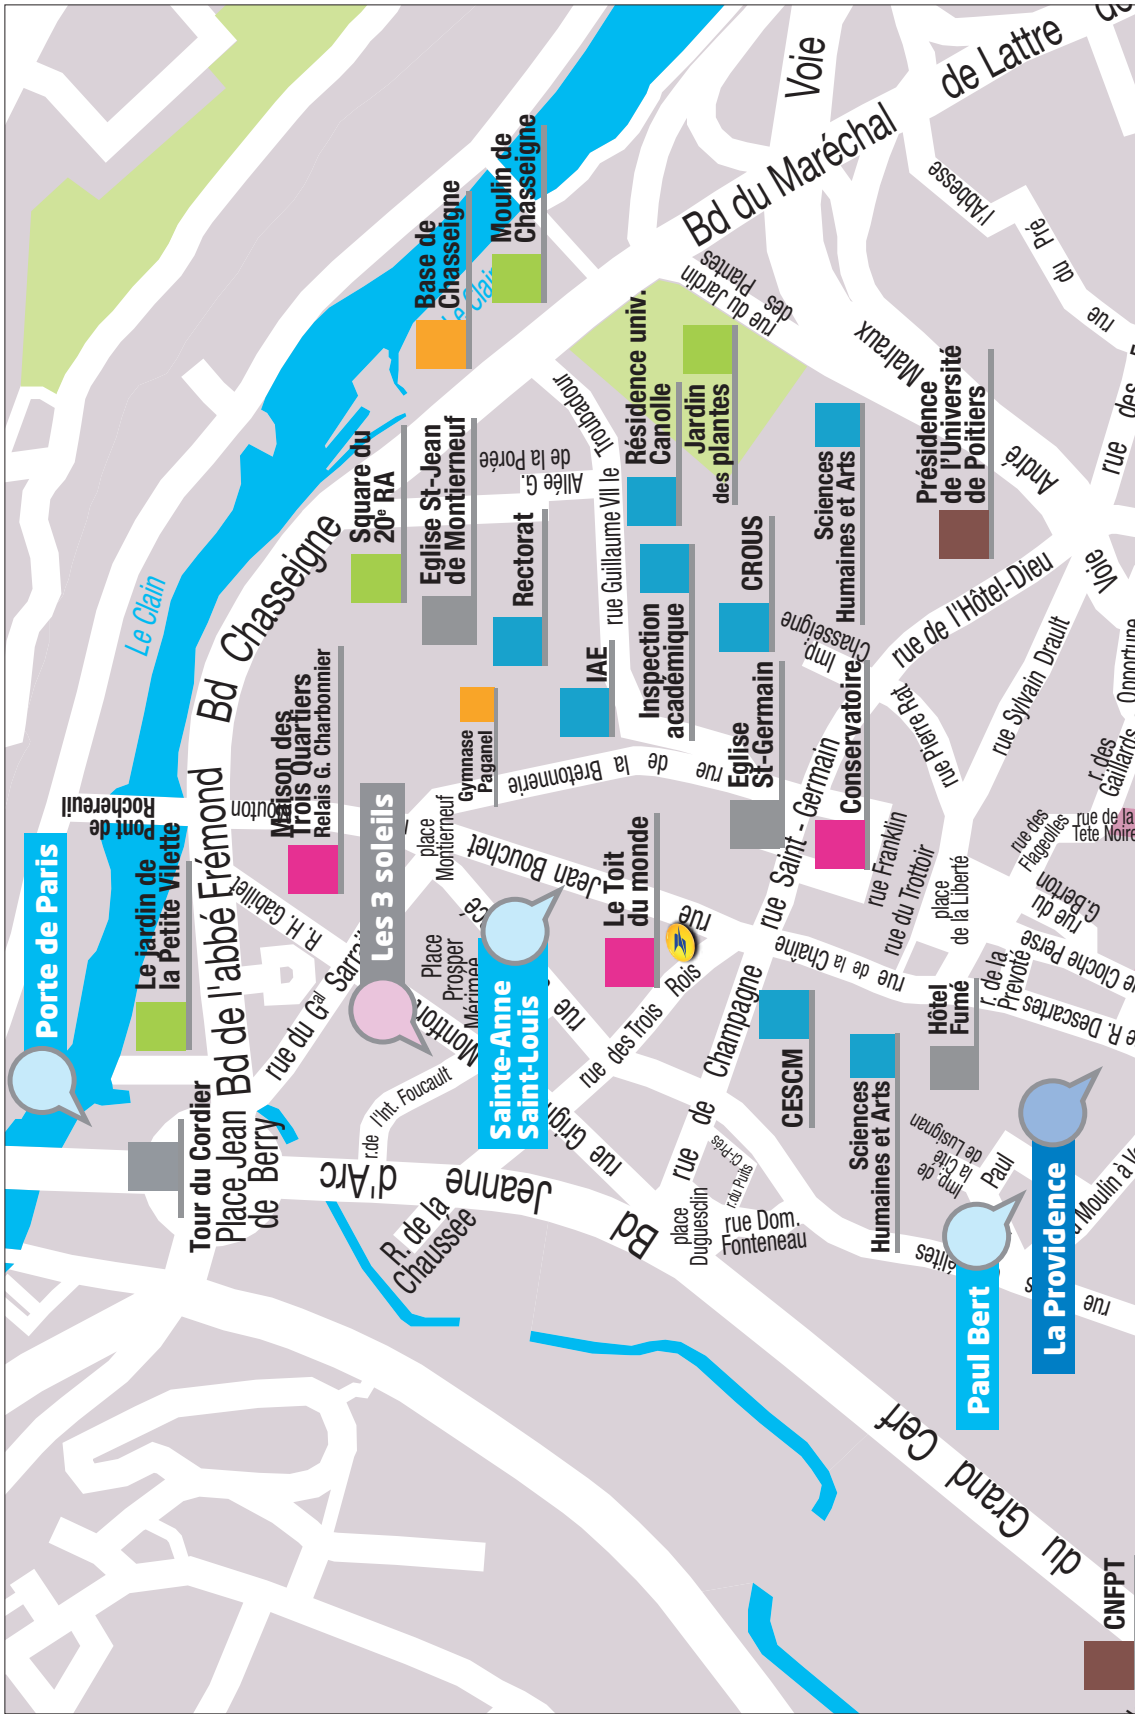 Porte de Paris
Pont de
Rochereuil
Le jardin de
la Petite Vilette
Tour du Cordier
Place Jean
de Berry
Bd de l'abbé Frémond
Bd Chasseigne
Le Clain
R. H. Gabillet
rue du Gal Sarrail
Maison des
Trois Quartiers
Relais G. Charbonnier
Les 3 soleils
Square du
20e RA
Eglise St-Jean
de Montierneuf
Base de
Chasseigne
Moulin de
Chasseigne
Rectorat
Allée G.
de la Porée
Gymnase
Paganel
place
Montierneuf
Place
Prosper
Mérimée
r.de l'Int. Foucault
d'Arc
Jeanne
Bd
R. de la
Chaussée
Sainte-Anne
Saint-Louis
Jean Bouchet
rue
rue de la Bretonnerie
IAE
rue Guillaume VII le Troubadour
Résidence univ.
Canolle
Jardin
des plantes
rue du Jardin
des Plantes
Bd du Maréchal
de Lattre de
Voie
Inspection
académique
Le Toit
du monde
rue des Trois Rois
rue
rue de Champagne
place
Duguesclin
r.du Puits
Ci-Prés
rue Dom.
Fonteneau
Eglise
St-Germain
CROUS
Imp.
Chasseigne
Sciences
Humaines et Arts
rue Saint - Germain
Conservatoire
rue de la Chaîne
CESCM
Sciences
Humaines et Arts
Hôtel
Fumé
rue Franklin
rue du Trottoir
place
de la Liberté
rue Pierre Rat
rue de l'Hôtel-Dieu
Présidence
de l'Université
de Poitiers
André
Malraux
l'Abbesse
rue du Pré
rue des
Voie
rue Sylvain Drault
r. des
Gaillards
Opportune
rue des
Flageolles
rue de la
Tete Noire
rue du
G.Berton
Cloche Perse
r. de la
Prévoté
R. Descartes
Imp. de
la Cité
de Lusignan
Paul
Paul Bert
La Providence
rue
Bd
du Grand Cerf
CNFPT